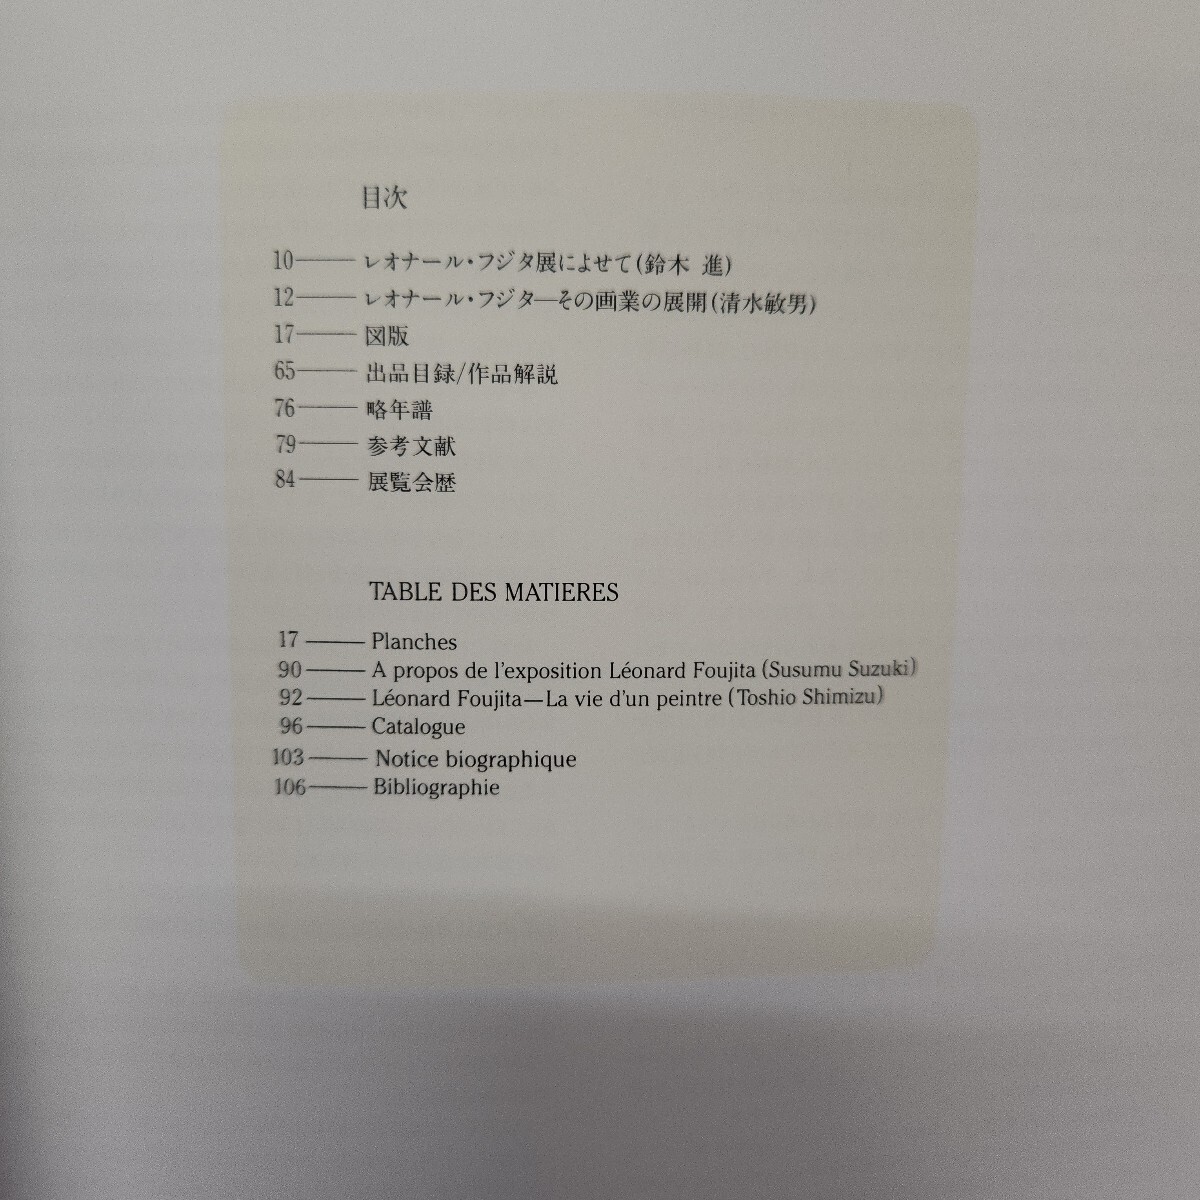 目次
10——レオナール・フジタ展によせて(鈴木 進)
12——レオナール・フジタ—その画業の展開(清水敏男)
17——図版
65——出品目録/作品解説
76——略年譜
79——参考文献
84——展覧会歴
TABLE DES MATIERES
17——Planches
90——A propos de l'exposition Léonard Foujita (Susumu Suzuki)
92——Léonard Foujita—La vie d'un peintre (Toshio Shimizu)
96——Catalogue
103——Notice biographique
106——Bibliographie